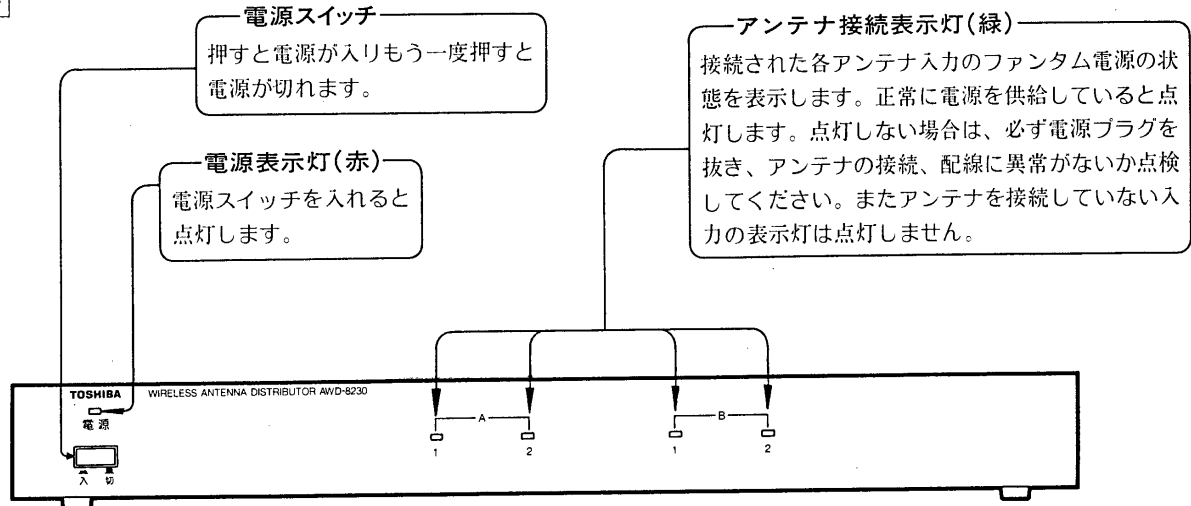 電源スイッチ
押すと電源が入りもう一度押すと
電源が切れます。
電源表示灯(赤)
電源スイッチを入れると
点灯します。
アンテナ接続表示灯(緑)
接続された各アンテナ入力のファンタム電源の状
態を表示します。正常に電源を供給していると点
灯します。点灯しない場合は、必ず電源プラグを
抜き、アンテナの接続、配線に異常がないか点検
してください。またアンテナを接続していない入
力の表示灯は点灯しません。
TOSHIBA WIRELESS ANTENNA DISTRIBUTOR AWD-8230
電源
入 切
A
1 2
B
1 2